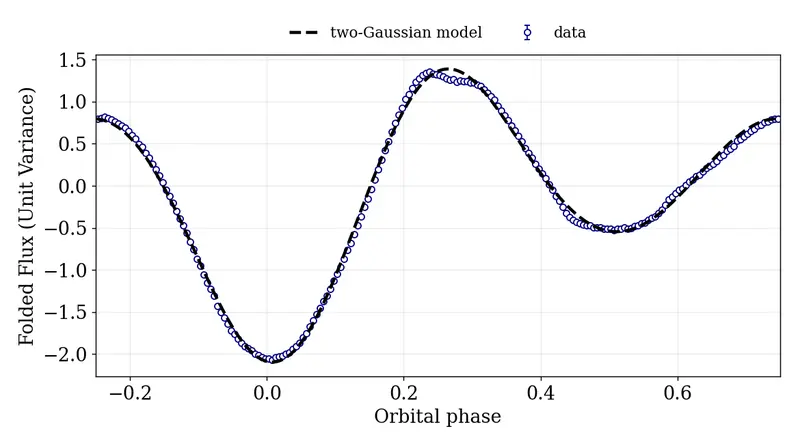 two-Gaussian model data
1.5
1.0
0.5
0.0
−0.5
−1.0
−1.5
−2.0
Folded Flux (Unit Variance)
−0.2 0.0 0.2 0.4 0.6
Orbital phase